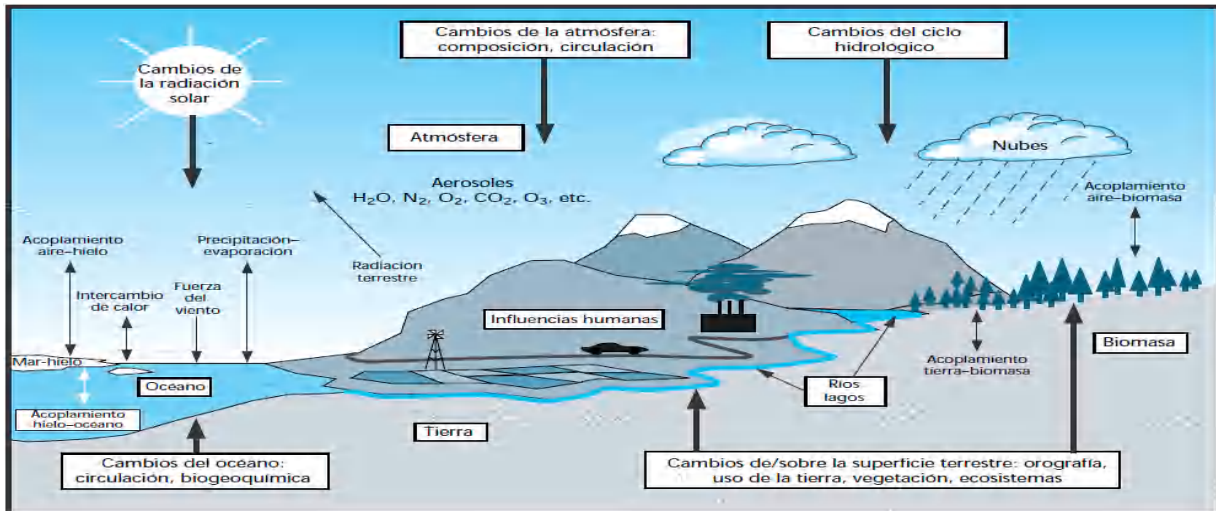 Cambios de la atmósfera:
composición, circulación
Cambios del ciclo
hidrológico
Cambios de
la radiación
solar
Atmósfera
Nubes
Aerosoles
H₂O, N₂, O₂, CO₂, O₃, etc.
Acoplamiento
aire–biomasa
Acoplamiento
aire–hielo
Precipitación–
evaporación
Radiación
terrestre
Intercambio
de calor
Fuerza
del
viento
Influencias humanas
Mar-hielo
Océano
Biomasa
Acoplamiento
tierra–biomasa
Ríos
lagos
Acoplamiento
hielo–océano
Tierra
Cambios del océano:
circulación, biogeoquímica
Cambios de/sobre la superficie terrestre: orografía,
uso de la tierra, vegetación, ecosistemas